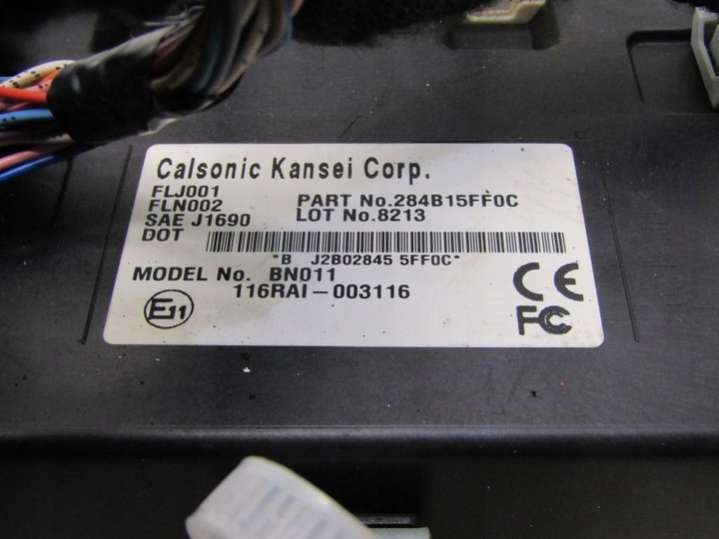 Calsonic Kansei Corp.
FLJ001
FLN002 PART No.284B15FF0C
SAE J1690 LOT No.8213
DOT
*B J2B02845 5FF0C*
MODEL No. BN011
116RAI-003116
E11
CE
FC